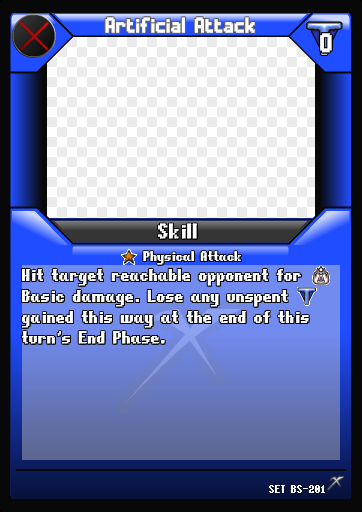 Artificial Attack
0
Skill
Physical Attack
Hit target reachable opponent for
Basic damage. Lose any unspent
gained this way at the end of this
turn's End Phase.
SET BS-201